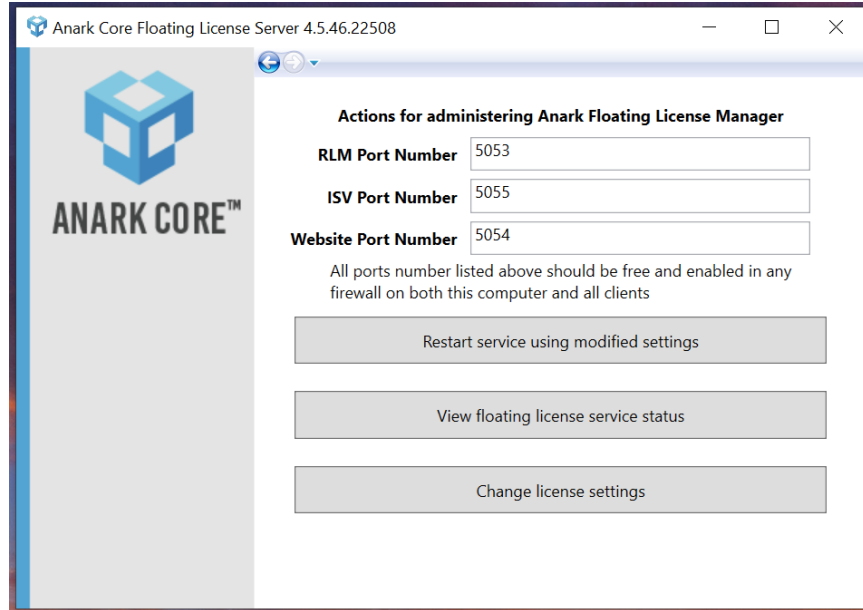 Anark Core Floating License Server 4.5.46.22508
ANARK CORE™
Actions for administering Anark Floating License Manager
RLM Port Number 5053
ISV Port Number 5055
Website Port Number 5054
All ports number listed above should be free and enabled in any
firewall on both this computer and all clients
Restart service using modified settings
View floating license service status
Change license settings